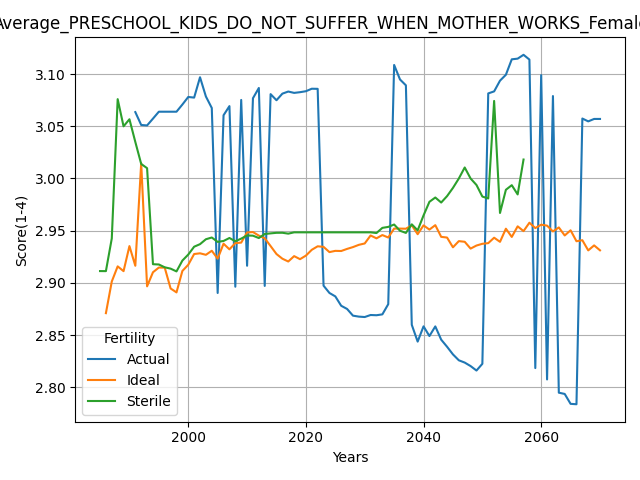 Average_PRESCHOOL_KIDS_DO_NOT_SUFFER_WHEN_MOTHER_WORKS_Female
3.10
3.05
3.00
2.95
2.90
2.85
2.80
Score(1-4)
Fertility
Actual
Ideal
Sterile
2000 2020 2040 2060
Years